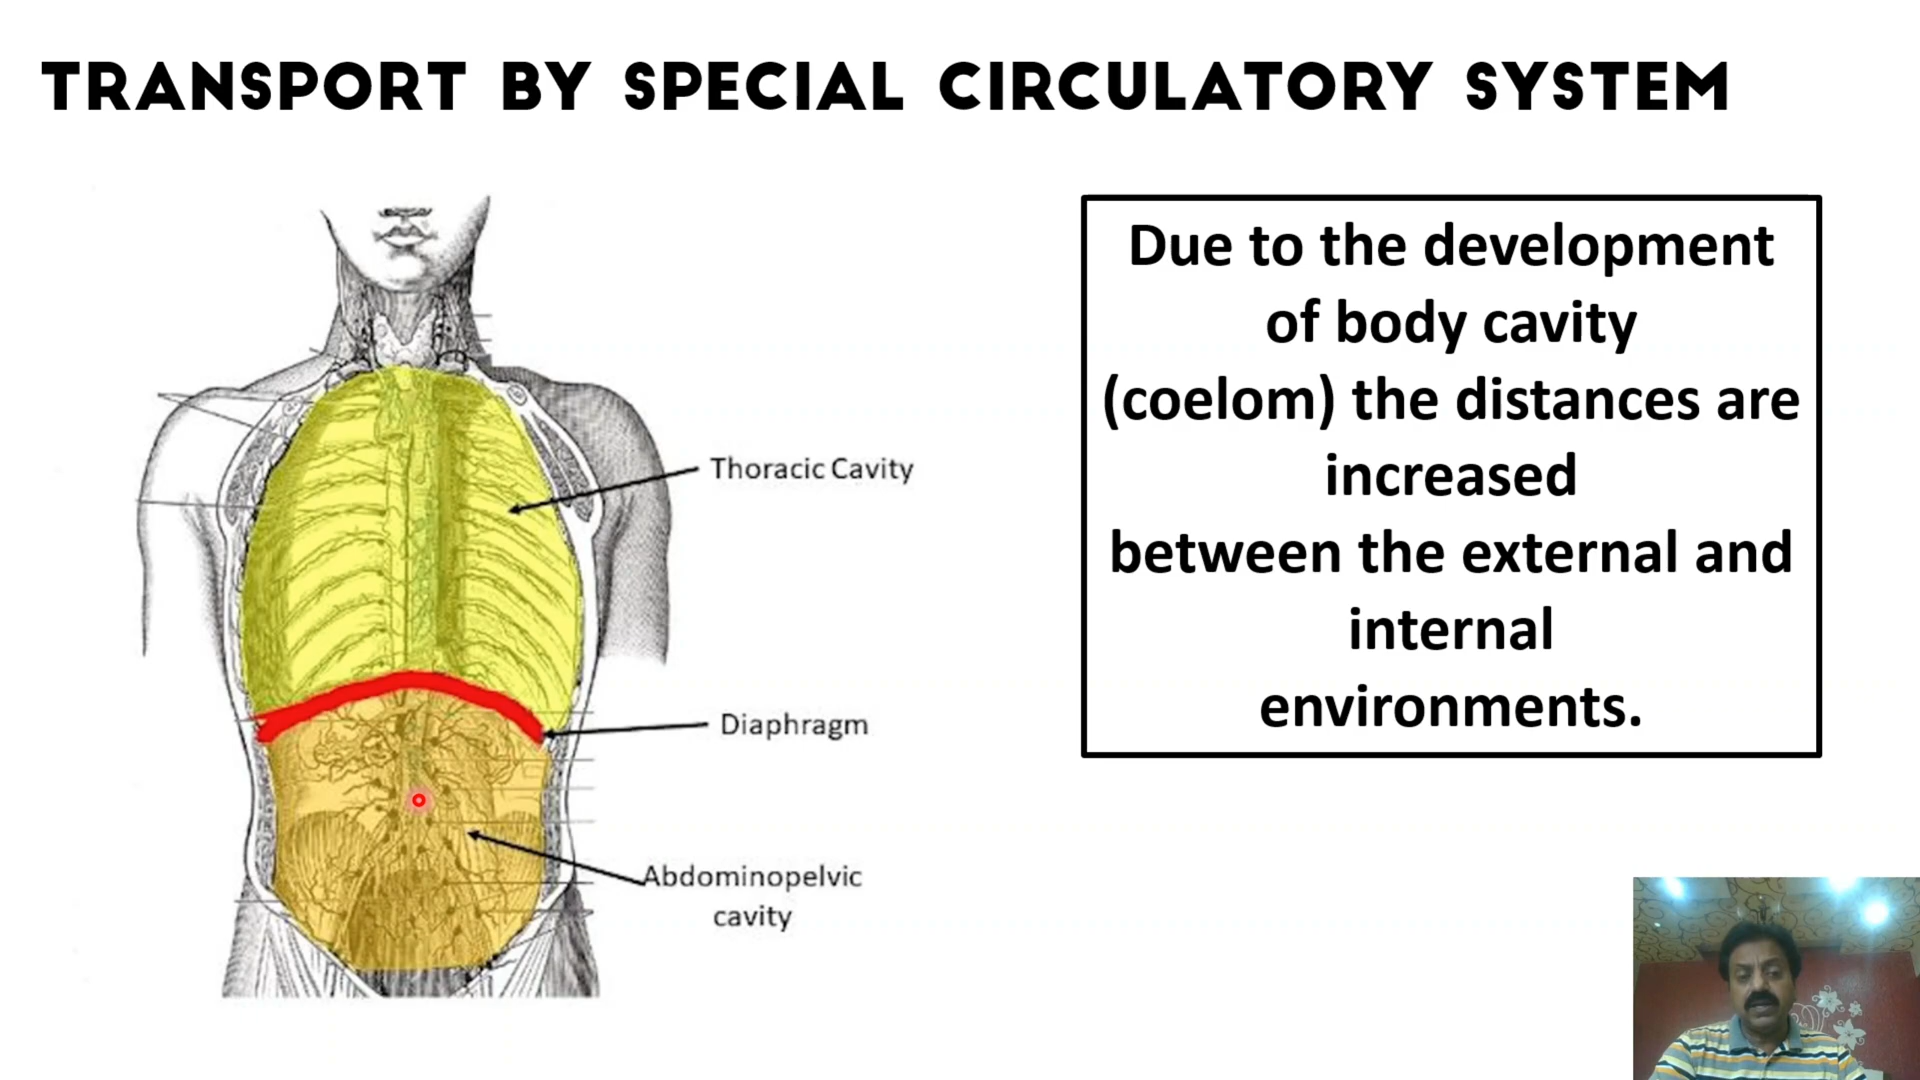 TRANSPORT BY SPECIAL CIRCULATORY SYSTEM
Due to the development
of body cavity
(coelom) the distances are
increased
between the external and
internal
environments.
Thoracic Cavity
Diaphragm
Abdominopelvic
cavity